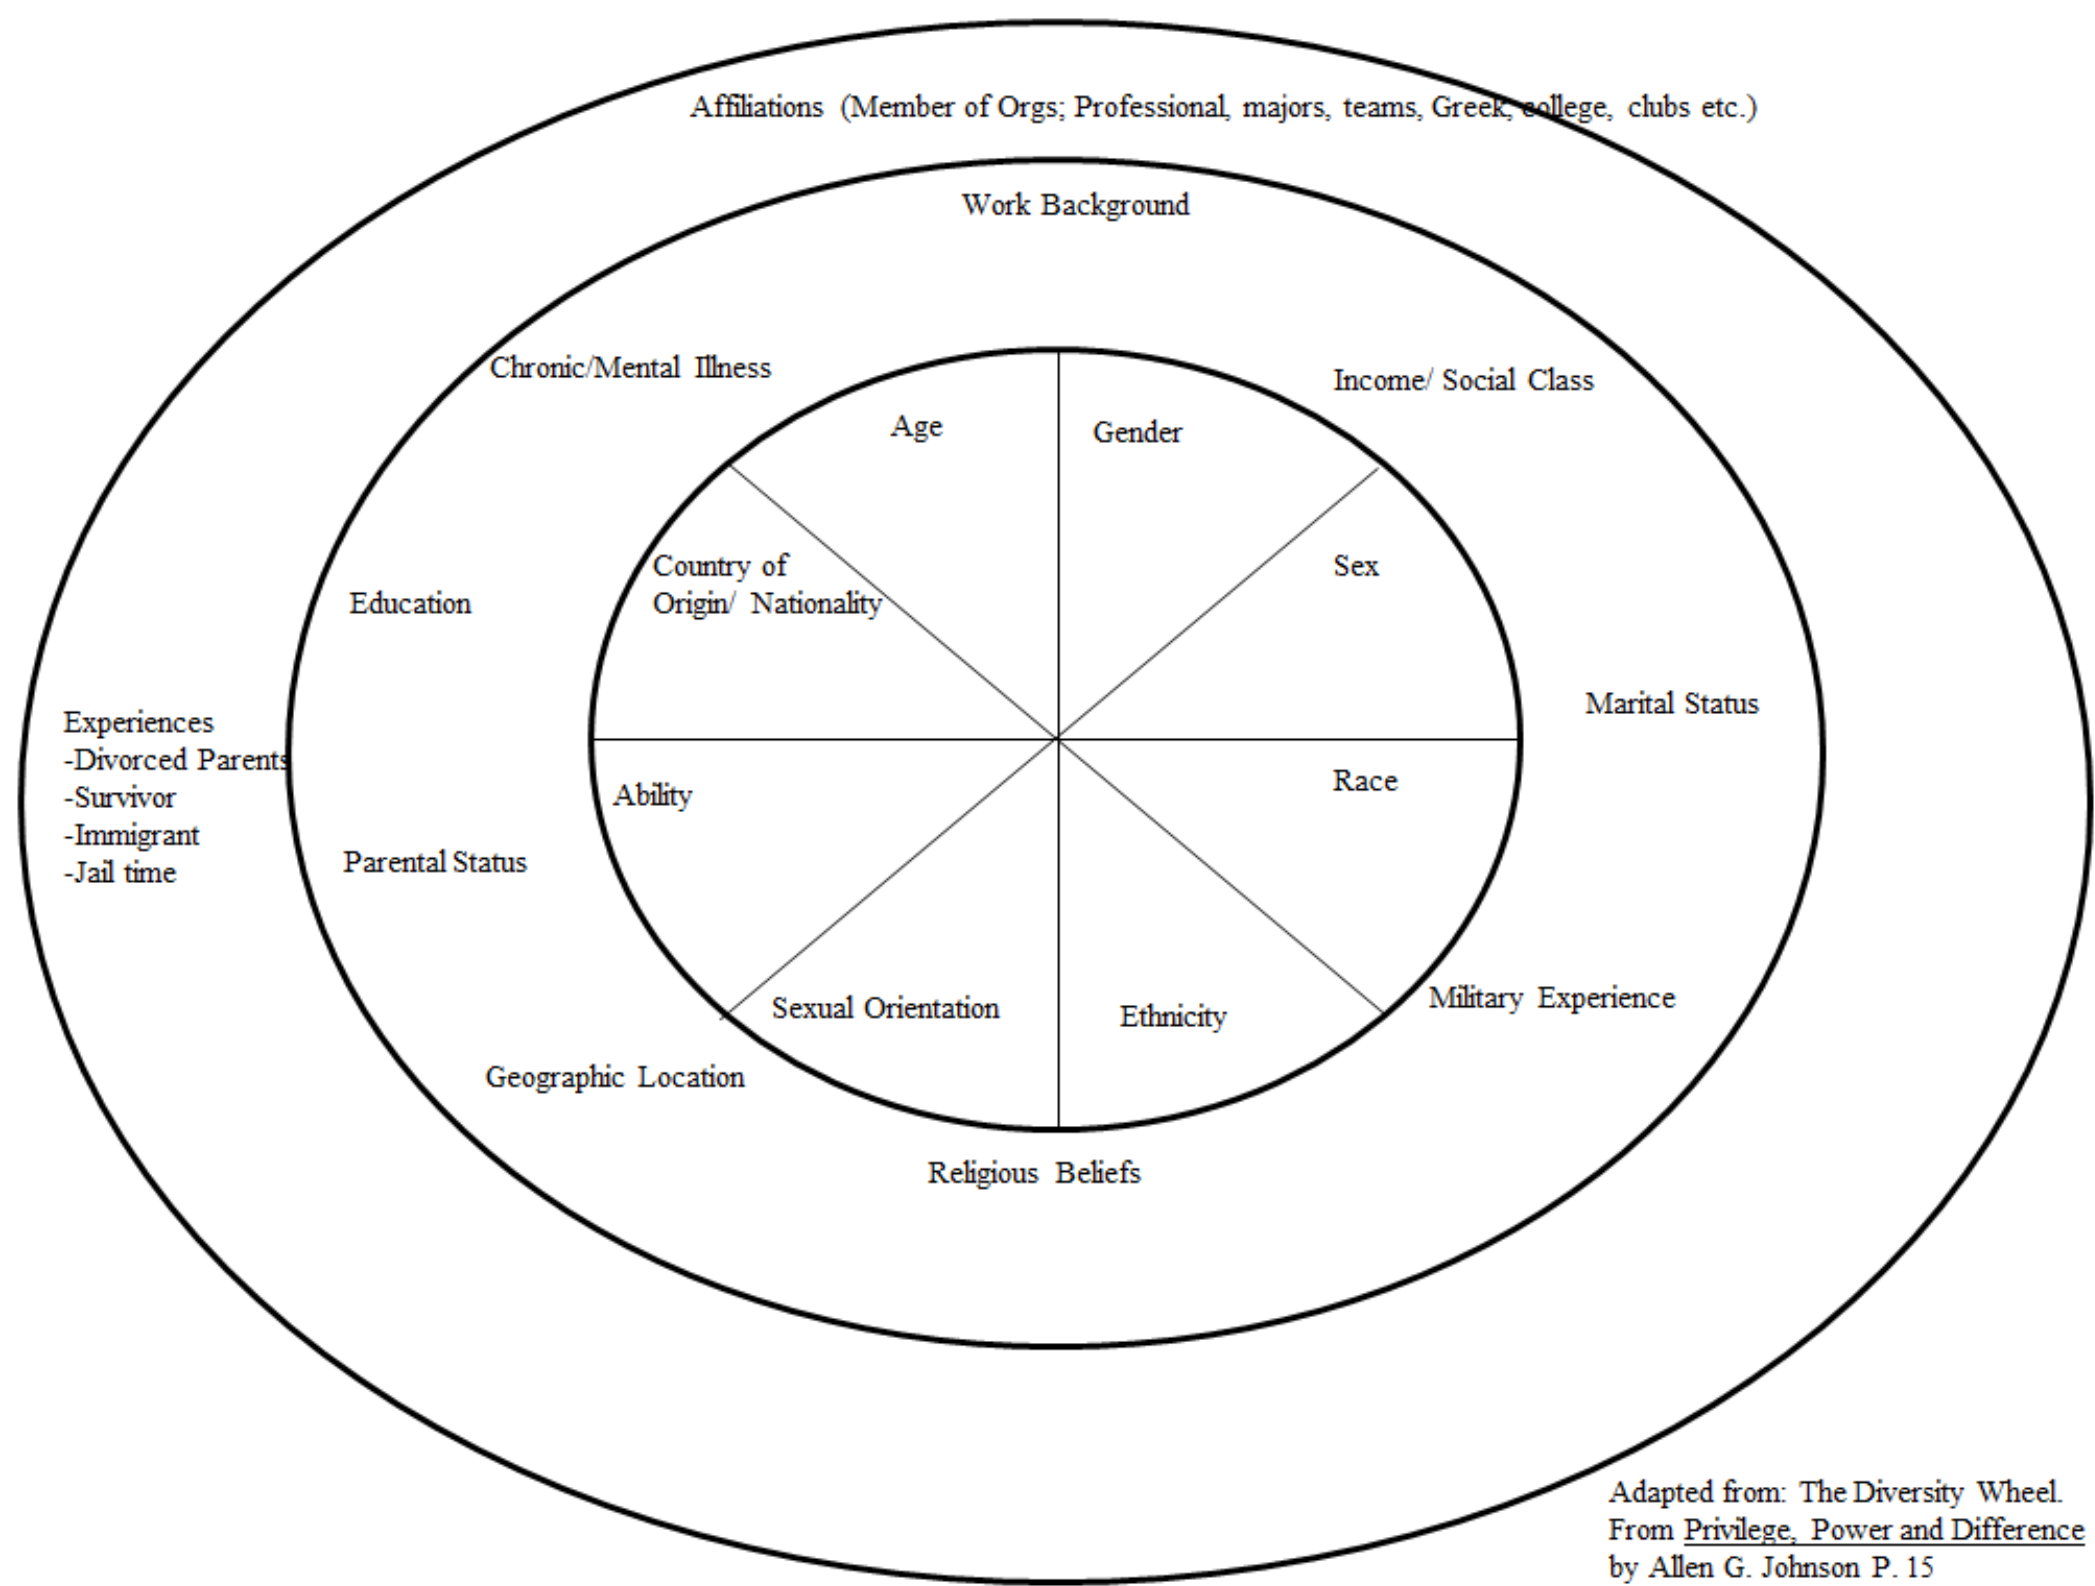 Affiliations (Member of Orgs; Professional, majors, teams, Greek, college, clubs etc.)
Work Background
Chronic/Mental Illness
Income/ Social Class
Age
Gender
Country of
Origin/ Nationality
Sex
Education
Marital Status
Experiences
-Divorced Parents
-Survivor
-Immigrant
-Jail time
Ability
Race
Parental Status
Sexual Orientation
Ethnicity
Military Experience
Geographic Location
Religious Beliefs
Adapted from: The Diversity Wheel.
From Privilege, Power and Difference
by Allen G. Johnson P. 15